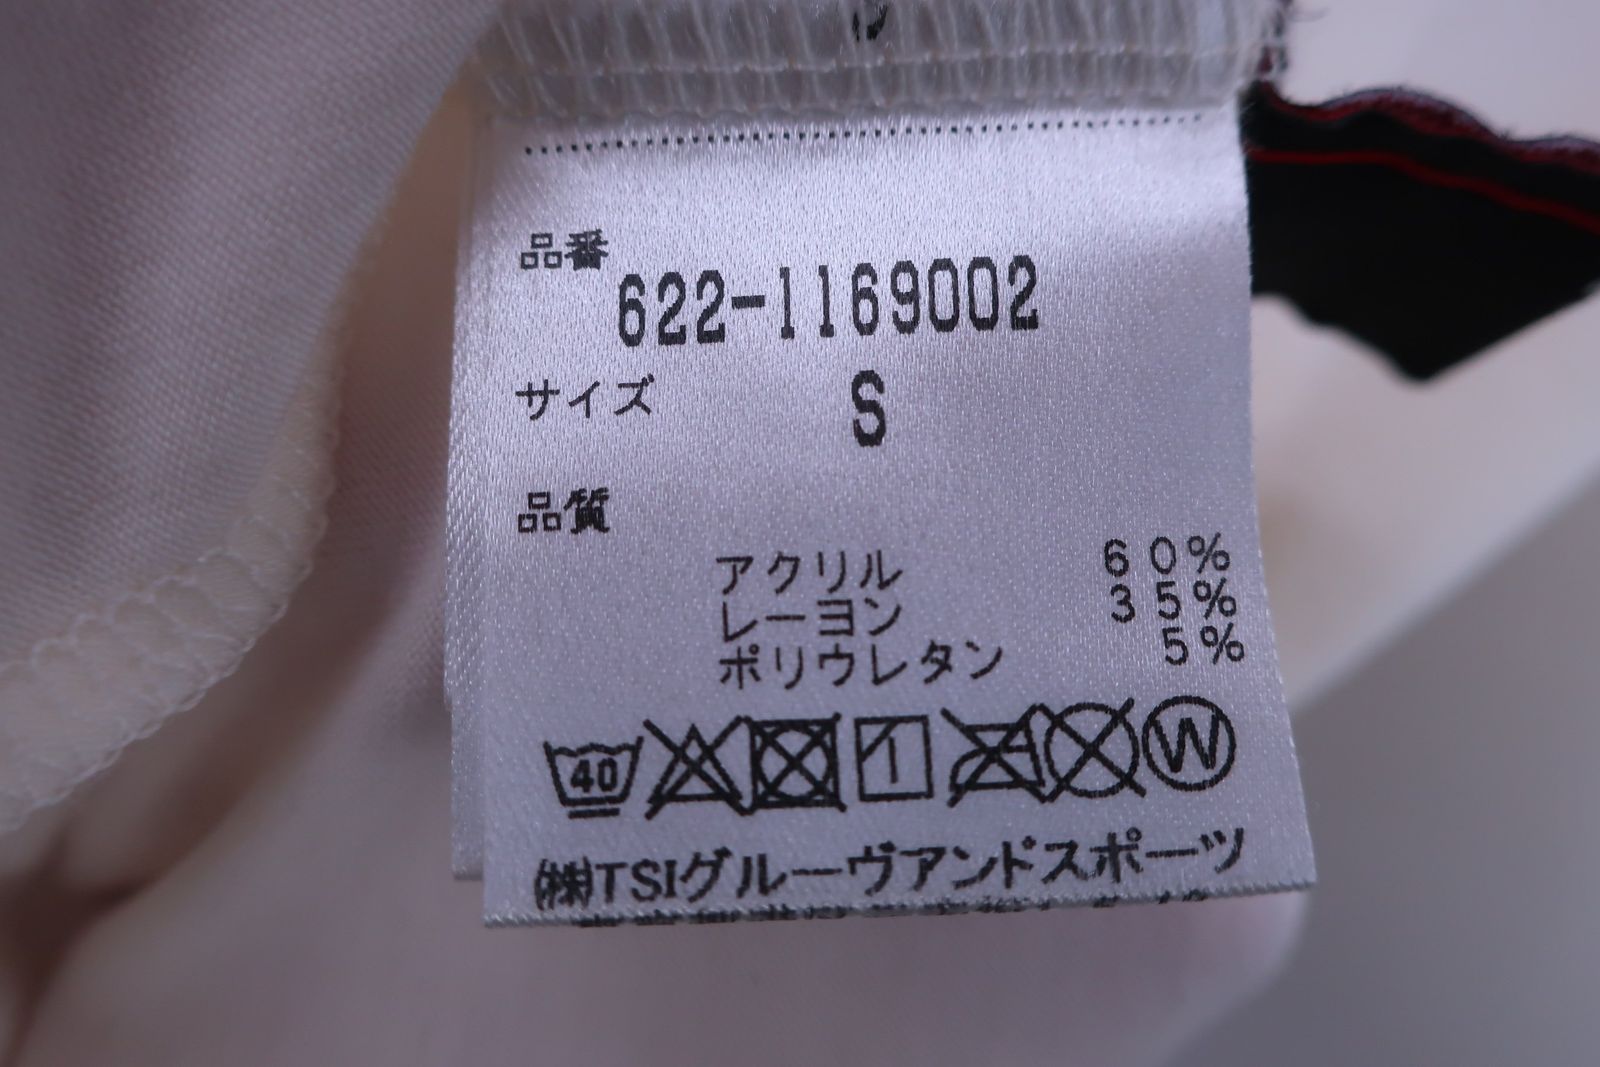 品番
622-1169002
サイズ S
品質
アクリル 60%
レーヨン 35%
ポリウレタン 5%
40 W
㈱TSIグルーヴアンドスポーツ